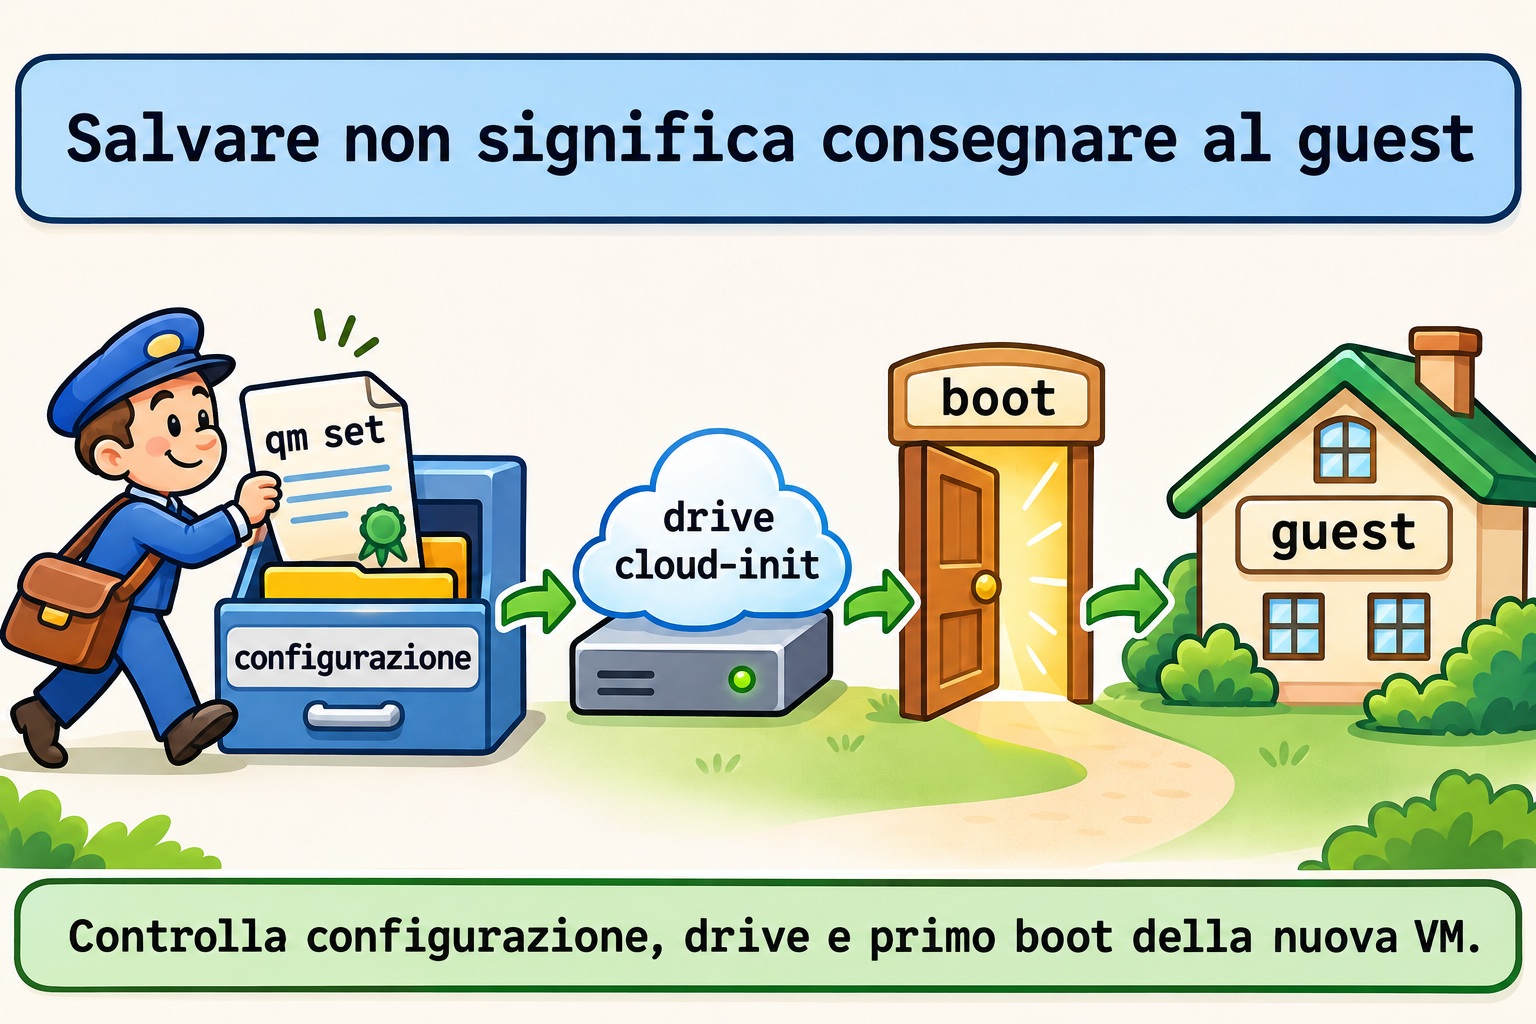 Salvare non significa consegnare al guest
qm set
configurazione
drive
cloud-init
boot
guest
Controlla configurazione, drive e primo boot della nuova VM.